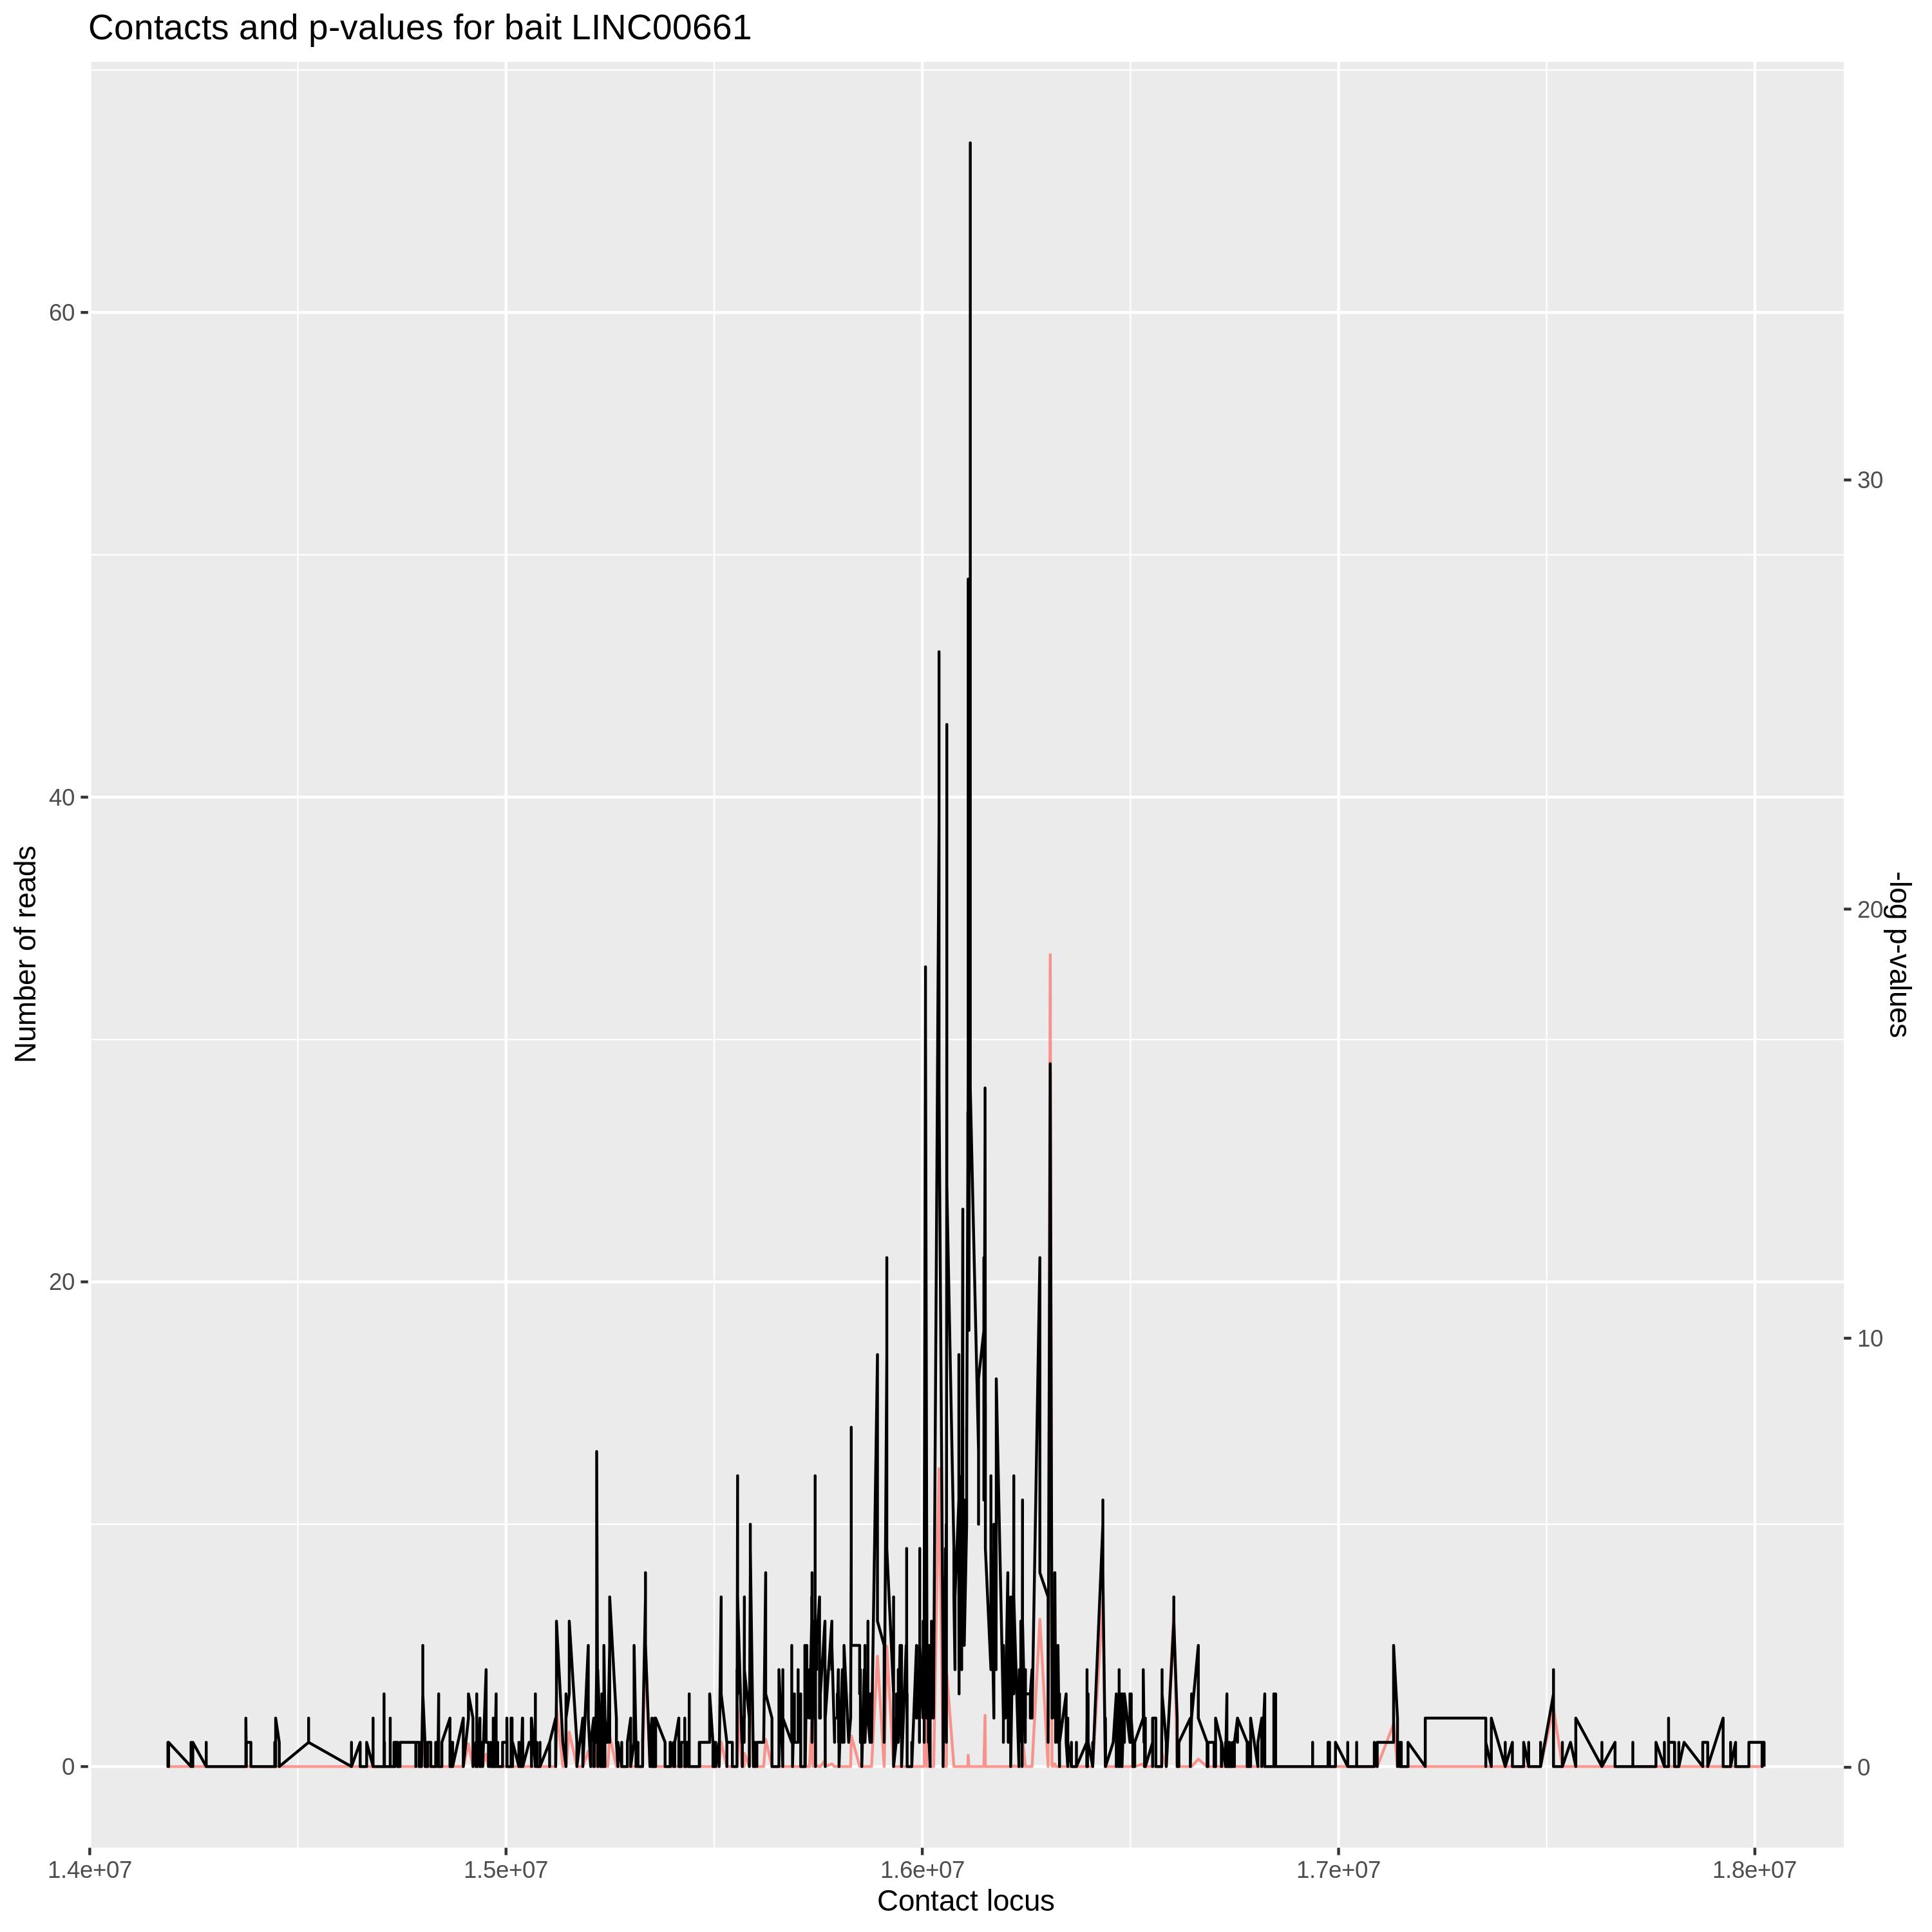 Contacts and p-values for bait LINC00661
Number of reads
60
40
20
0
30
20
10
0
-log p-values
1.4e+07 1.5e+07 1.6e+07 1.7e+07 1.8e+07
Contact locus